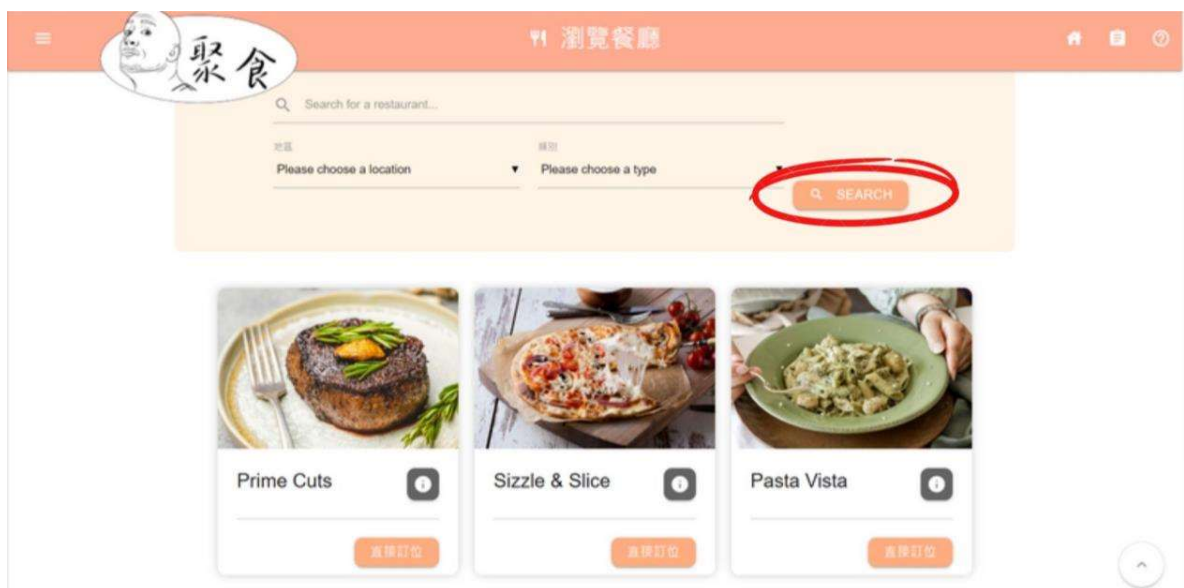 聚食
瀏覽餐廳
Search for a restaurant...
地區
類別
Please choose a location
Please choose a type
SEARCH
Prime Cuts
Sizzle & Slice
Pasta Vista
直接訂位
直接訂位
直接訂位